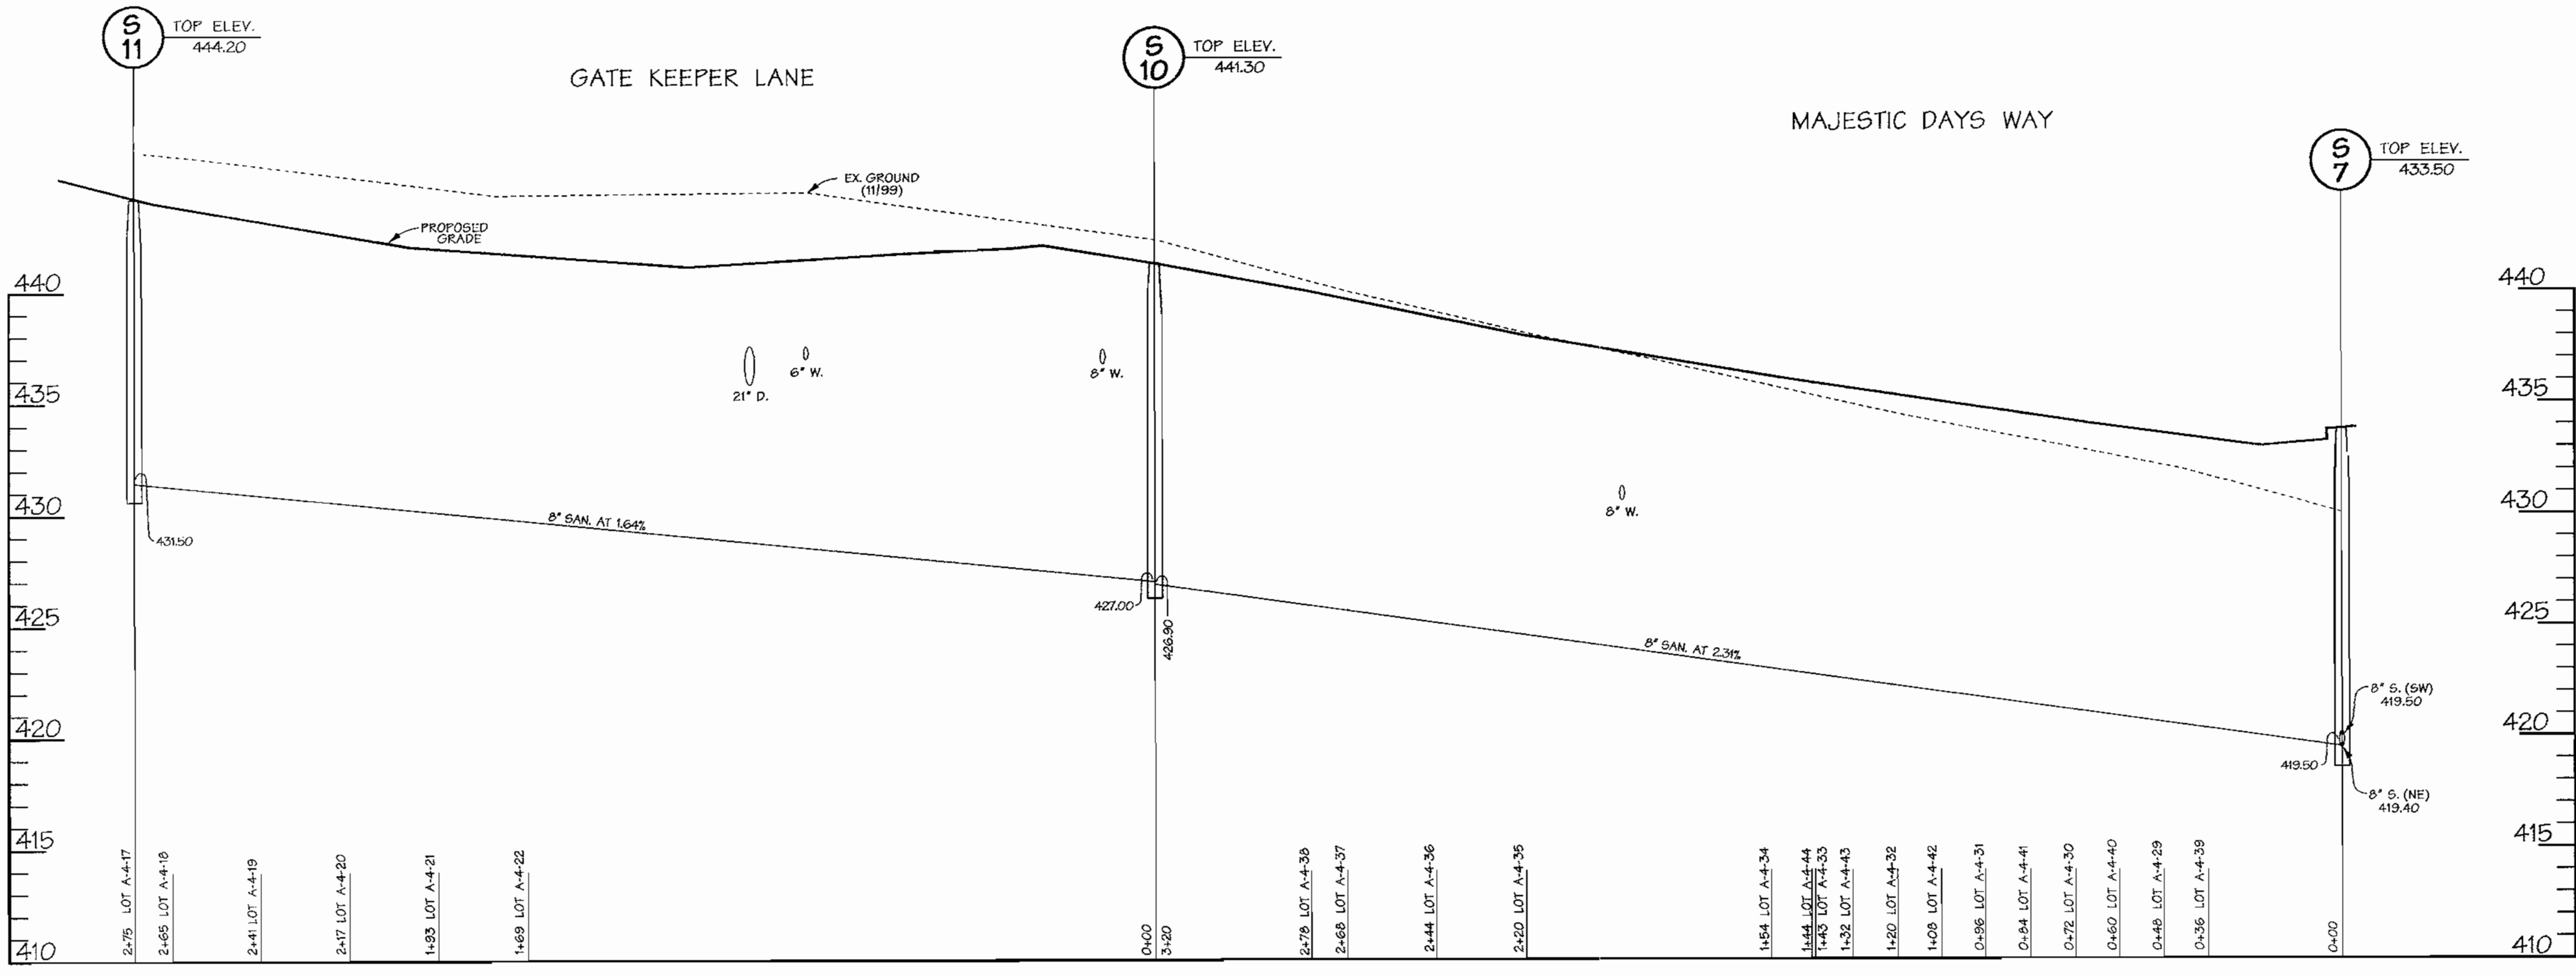 S
11
TOP ELEV.
444.20
GATE KEEPER LANE
S
10
TOP ELEV.
441.30
MAJESTIC DAYS WAY
S
7
TOP ELEV.
433.50
EX. GROUND
(11/99)
PROPOSED
GRADE
440
435
430
425
420
415
410
440
435
430
425
420
415
410
21" D.
6" W.
8" W.
8" W.
431.50
8" SAN. AT 1.64%
427.00
426.90
8" SAN. AT 2.31%
8" S. (SW)
419.50
419.50
8" S. (NE)
419.40
2+75 LOT A-4-17
2+65 LOT A-4-18
2+41 LOT A-4-19
2+17 LOT A-4-20
1+93 LOT A-4-21
1+69 LOT A-4-22
0+00
3+20
2+78 LOT A-4-38
2+68 LOT A-4-37
2+44 LOT A-4-36
2+20 LOT A-4-35
1+54 LOT A-4-34
1+44 LOT A-4-44
1+43 LOT A-4-33
1+32 LOT A-4-43
1+20 LOT A-4-32
1+08 LOT A-4-42
0+96 LOT A-4-31
0+84 LOT A-4-41
0+72 LOT A-4-30
0+60 LOT A-4-40
0+48 LOT A-4-29
0+36 LOT A-4-39
0+00